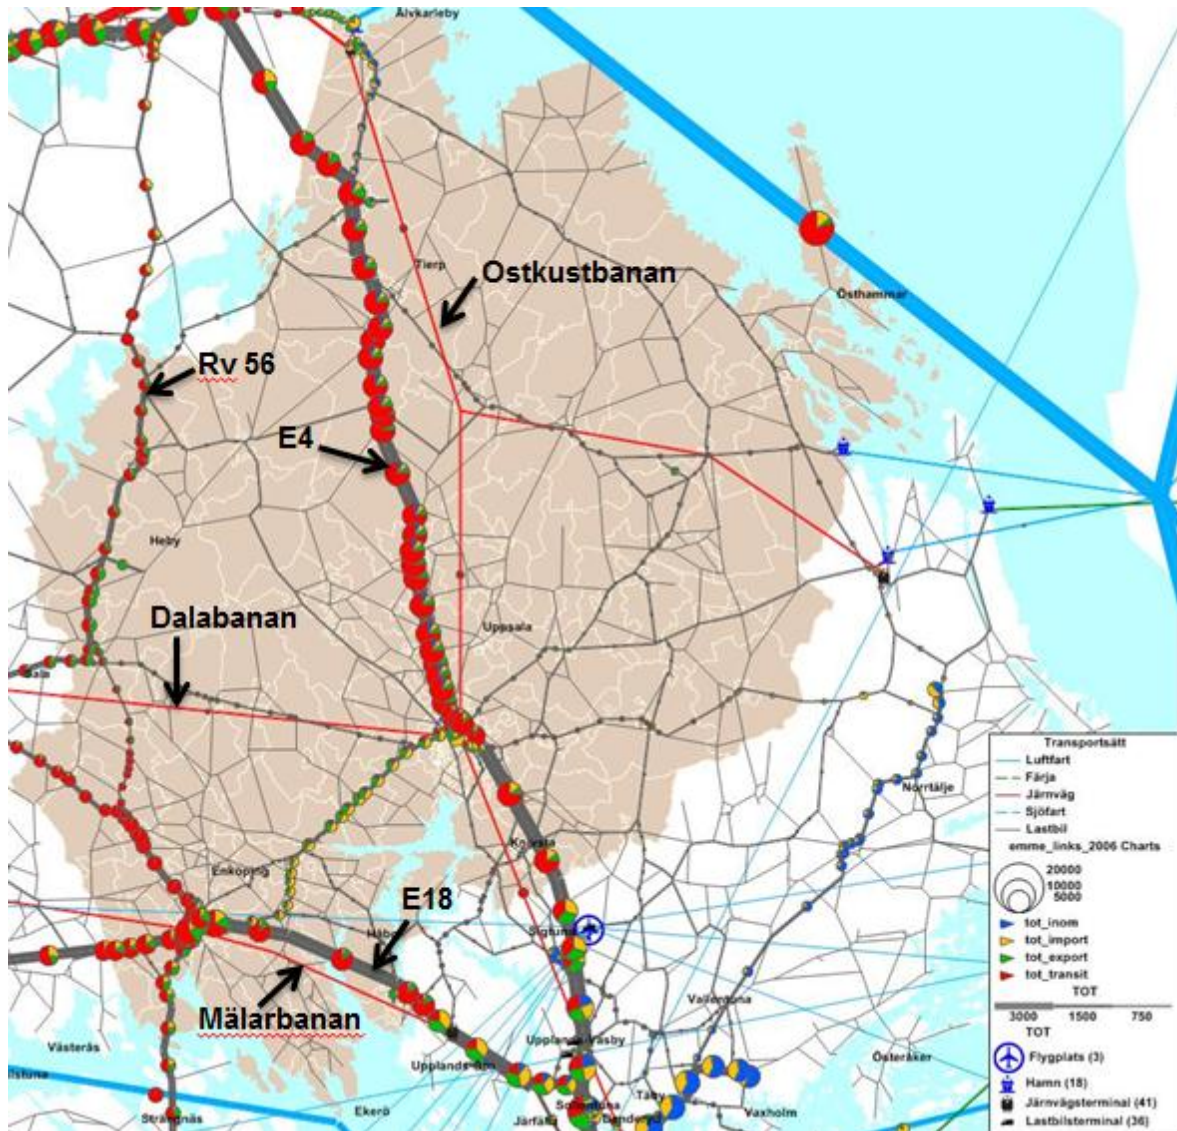 Älvkarleby
Tierp
Ostkustbanan
Östhammar
Rv 56
E4
Heby
Dalabanan
Uppsala
Transportsätt
Luftfart
Färja
Järnväg
Sjöfart
Lastbil
emme_links_2006 Charts
20000
10000
5000
tot_inom
tot_import
tot_export
tot_transit
TOT
3000 1500 750
TOT
Flygplats (3)
Hamn (18)
Järnvägsterminal (41)
Lastbilsterminal (36)
Norrtälje
Knivsta
Enköping
E18
Sigtuna
Mälarbanan
Vallentuna
Västerås
Upplands-Väsby
Österåker
Upplands-Bro
Täby
Ekerö
Vaxholm
Strängnäs
Järfälla
Sollentuna
Danderyd